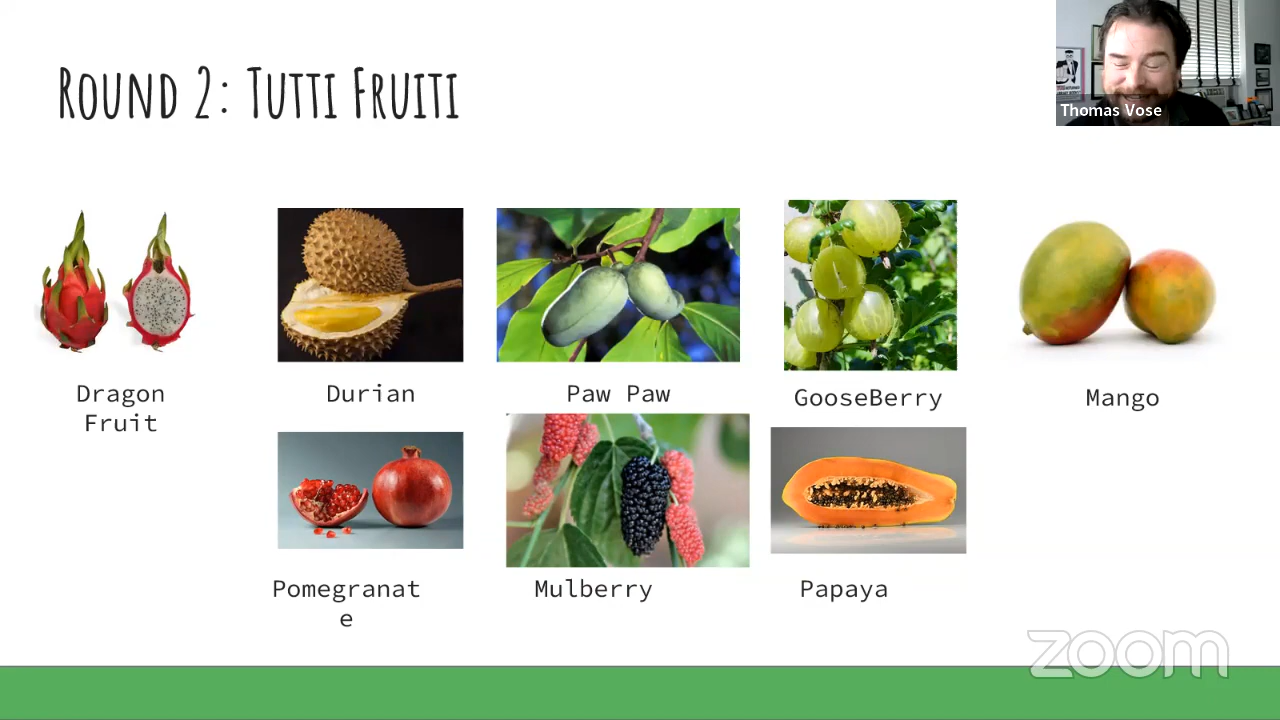 Round 2: Tutti Fruiti
Thomas Vose
Dragon
Fruit
Durian
Paw Paw
GooseBerry
Mango
Pomegranat
e
Mulberry
Papaya
zoom